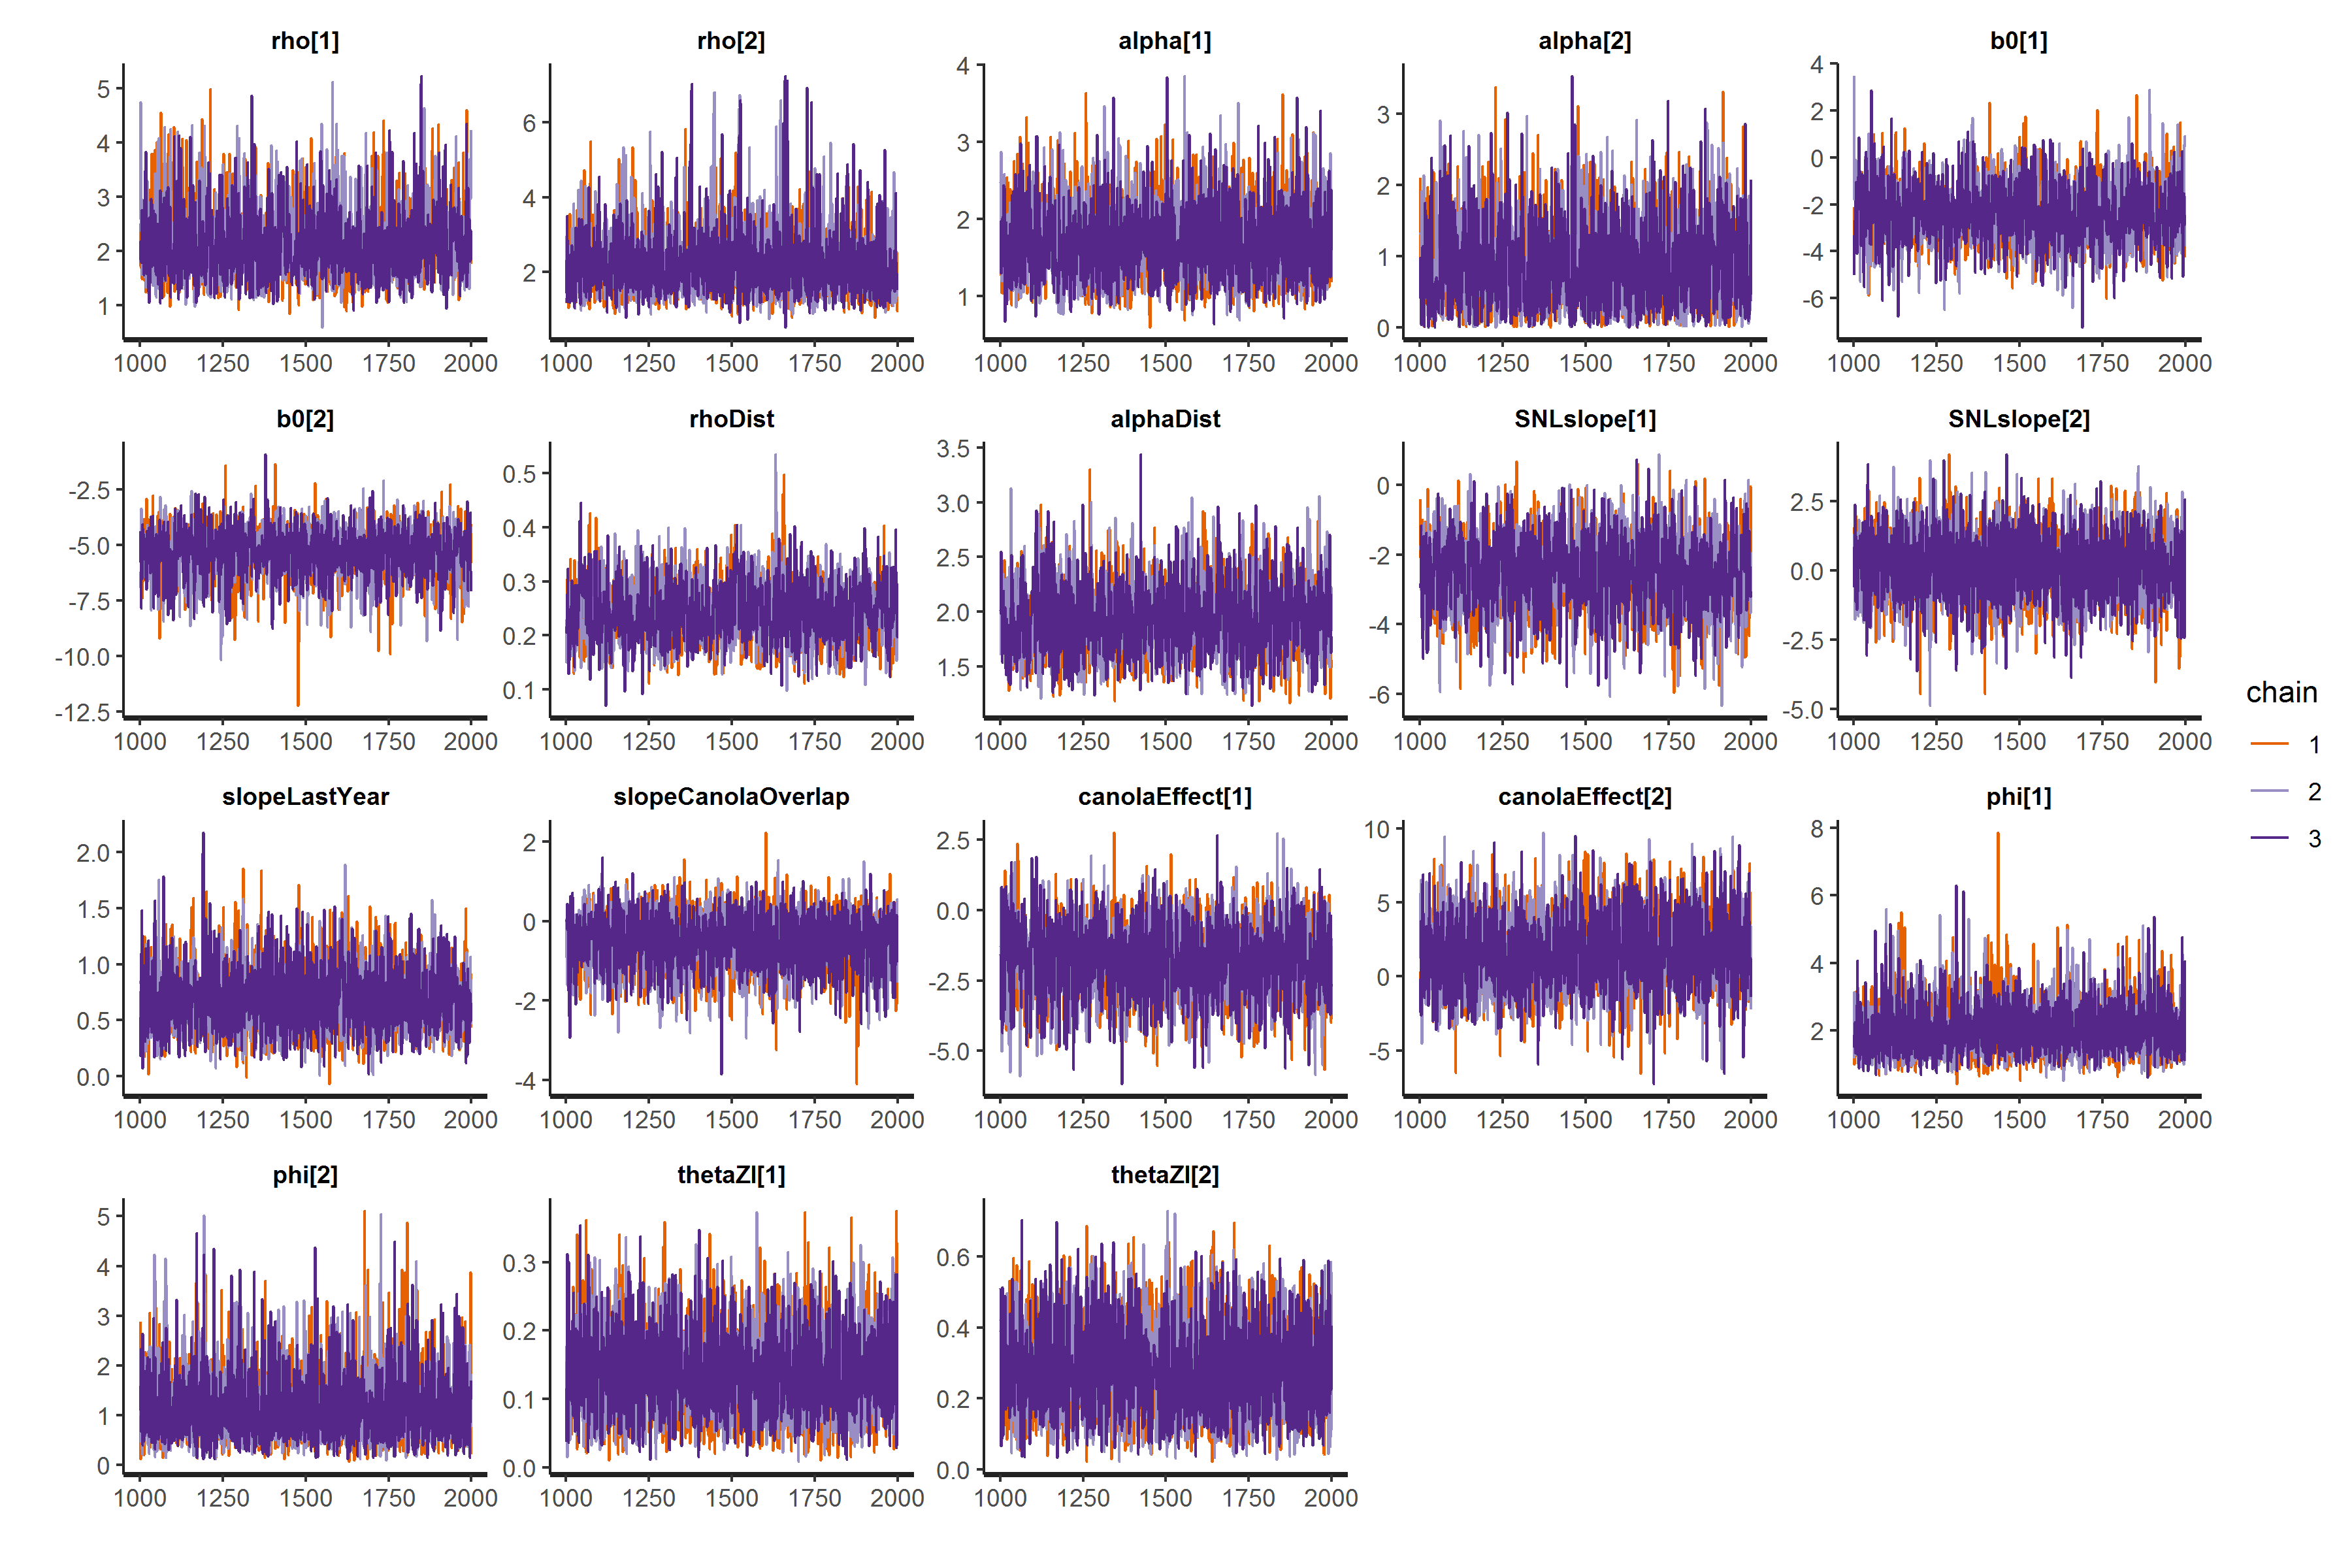 rho[1] rho[2] alpha[1] alpha[2] b0[1]
5 4 3 2 1
6 4 2
4 3 2 1
3 2 1 0
4 2 0 -2 -4 -6
1000 1250 1500 1750 2000 1000 1250 1500 1750 2000 1000 1250 1500 1750 2000 1000 1250 1500 1750 2000 1000 1250 1500 1750 2000
b0[2] rhoDist alphaDist SNLslope[1] SNLslope[2]
-2.5 -5.0 -7.5 -10.0 -12.5
0.5 0.4 0.3 0.2 0.1
3.5 3.0 2.5 2.0 1.5
0 -2 -4 -6
2.5 0.0 -2.5 -5.0
1000 1250 1500 1750 2000 1000 1250 1500 1750 2000 1000 1250 1500 1750 2000 1000 1250 1500 1750 2000 1000 1250 1500 1750 2000
chain
1
2
3
slopeLastYear slopeCanolaOverlap canolaEffect[1] canolaEffect[2] phi[1]
2.0 1.5 1.0 0.5 0.0
2 0 -2 -4
2.5 0.0 -2.5 -5.0
10 5 0 -5
8 6 4 2
1000 1250 1500 1750 2000 1000 1250 1500 1750 2000 1000 1250 1500 1750 2000 1000 1250 1500 1750 2000 1000 1250 1500 1750 2000
phi[2] thetaZI[1] thetaZI[2]
5 4 3 2 1 0
0.3 0.2 0.1 0.0
0.6 0.4 0.2 0.0
1000 1250 1500 1750 2000 1000 1250 1500 1750 2000 1000 1250 1500 1750 2000